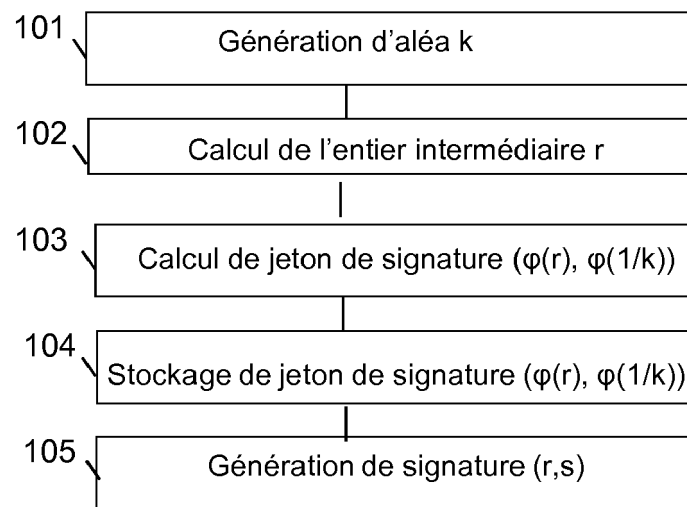 101
Génération d'aléa k
102
Calcul de l'entier intermédiaire r
103
Calcul de jeton de signature (φ(r), φ(1/k))
104
Stockage de jeton de signature (φ(r), φ(1/k))
105
Génération de signature (r,s)